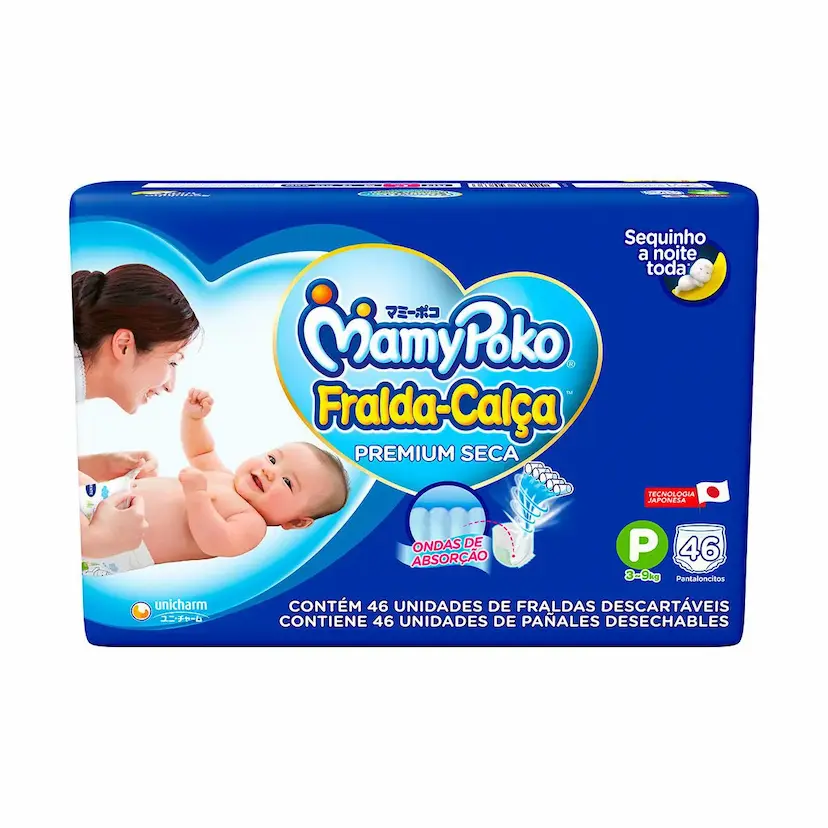 Sequinho
a noite
toda
マミーポコ
MamyPoko®
Fralda-Calça™
PREMIUM SECA
ONDAS DE
ABSORÇÃO
TECNOLOGIA
JAPONESA
P
3-9kg
46
Pantaloncitos
unicharm
ユニ・チャーム
CONTÉM 46 UNIDADES DE FRALDAS DESCARTÁVEIS
CONTIENE 46 UNIDADES DE PAÑALES DESECHABLES